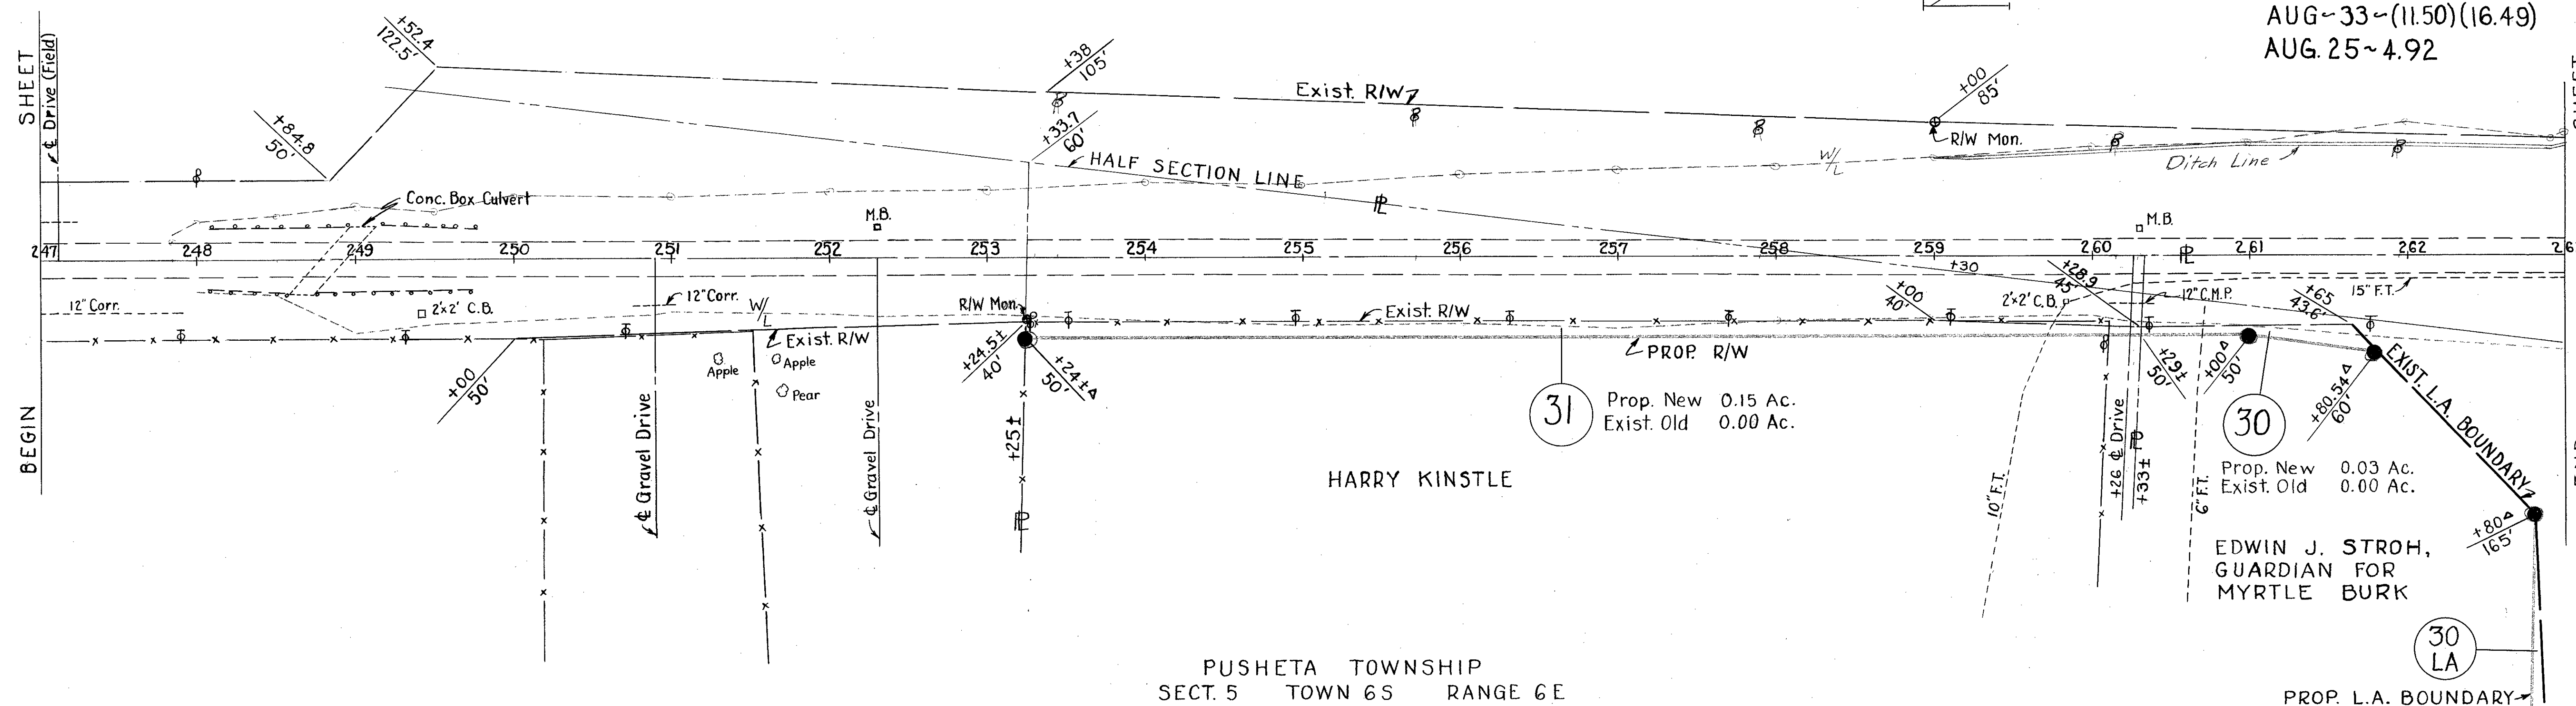 AUG~33~(11.50)(16.49)
AUG. 25~4.92
SHEET
BEGIN
℄ Drive (Field)
+52.4
122.5'
+84.8
50'
+38
105'
+33.7
60'
Exist. R/W
+00
85'
R/W Mon.
HALF SECTION LINE
W/L
Ditch Line
Conc. Box Culvert
M.B.
M.B.
247 248 249 250 251 252 253 254 255 256 257 258 259 260 261 262
+30
12" Corr.
2'x2' C.B.
12" Corr.
W/L
R/W Mon.
Exist. R/W
Exist. R/W
+00
40'
+28.9
45'
2'x2' C.B.
12" C.M.P.
15" F.T.
+65
43.6'
+00
50'
Apple
Apple
Pear
+24.5±
40'
+24±△
50'
PROP. R/W
+29±
50'
+00△
50'
+80.54△
60'
EXIST. L.A. BOUNDARY
℄ Gravel Drive
℄ Gravel Drive
+25±
31
Prop. New 0.15 Ac.
Exist. Old 0.00 Ac.
HARRY KINSTLE
10" F.T.
+26 ℄ Drive
+33±
6" F.T.
30
Prop. New 0.03 Ac.
Exist. Old 0.00 Ac.
+80△
165'
EDWIN J. STROH,
GUARDIAN FOR
MYRTLE BURK
30
LA
PROP. L.A. BOUNDARY
PUSHETA TOWNSHIP
SECT. 5 TOWN 6S RANGE 6E